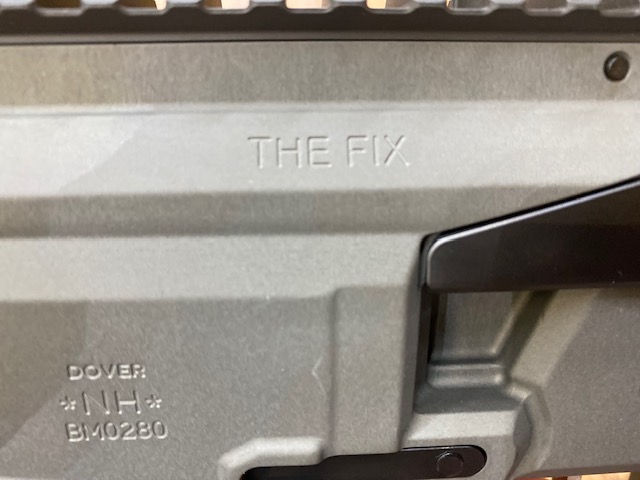 THE FIX
DOVER
*NH*
BM0280